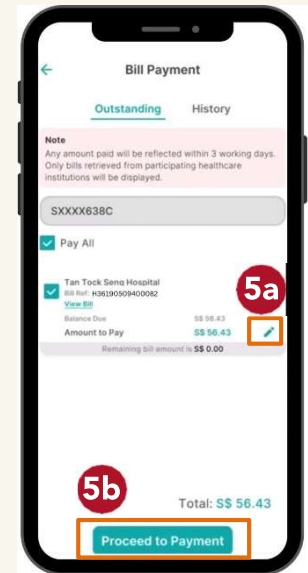 Bill Payment
Outstanding History
Note
Any amount paid will be reflected within 3 working days.
Only bills retrieved from participating healthcare
institutions will be displayed.
SXXXX638C
Pay All
Tan Tock Seng Hospital
Bill Ref: H36190509400082
View Bill
Balance Due S$ 56.43
Amount to Pay S$ 56.43
Remaining bill amount is S$ 0.00
5a
5b
Total: S$ 56.43
Proceed to Payment